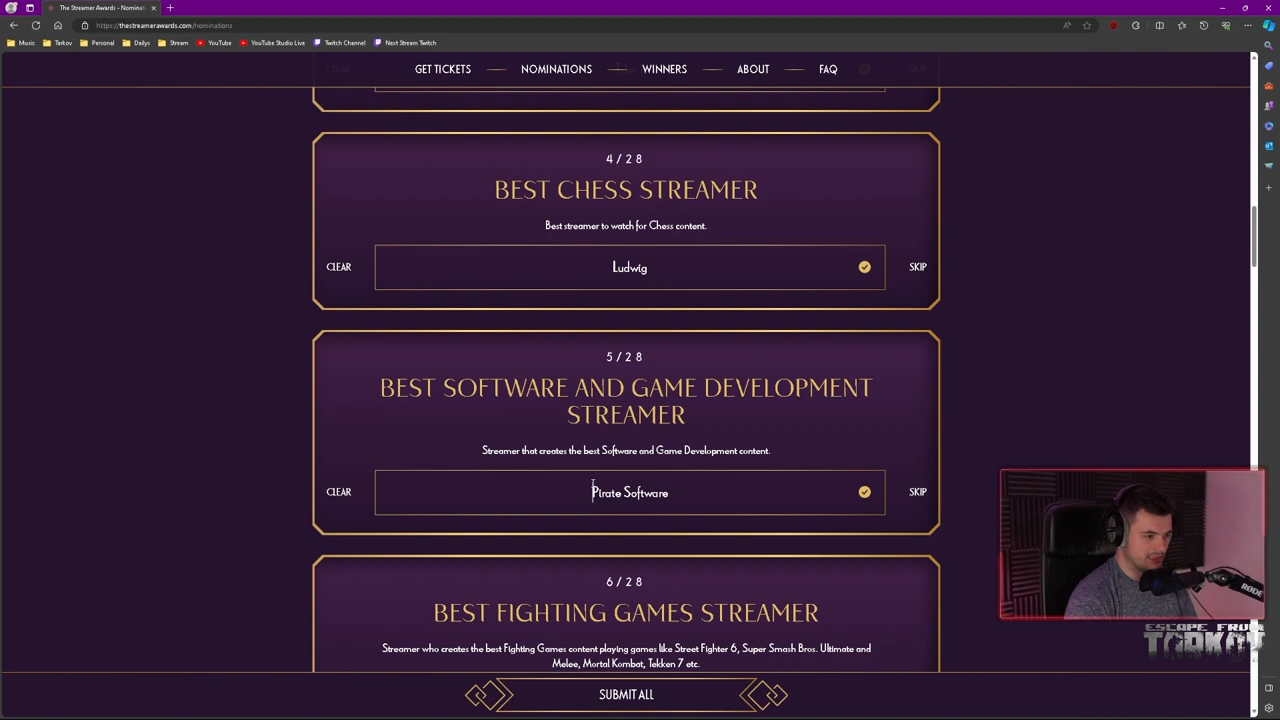 The Streamer Awards - Nominat
https://thestreamerawards.com/nominations
Music
Tarkov
Personal
Dailys
Stream
YouTube
YouTube Studio Live
Twitch Channel
Next Stream Twitch
GET TICKETS
NOMINATIONS
WINNERS
ABOUT
FAQ
CLEAR
SKIP
4/28
BEST CHESS STREAMER
Best streamer to watch for Chess content.
CLEAR
Ludwig
SKIP
5/28
BEST SOFTWARE AND GAME DEVELOPMENT
STREAMER
Streamer that creates the best Software and Game Development content.
CLEAR
Pirate Software
SKIP
6/28
BEST FIGHTING GAMES STREAMER
Streamer who creates the best Fighting Games content playing games like Street Fighter 6, Super Smash Bros. Ultimate and
Melee, Mortal Kombat, Tekken 7 etc.
SUBMIT ALL
RODE
ESCAPE FROM
TARKOV